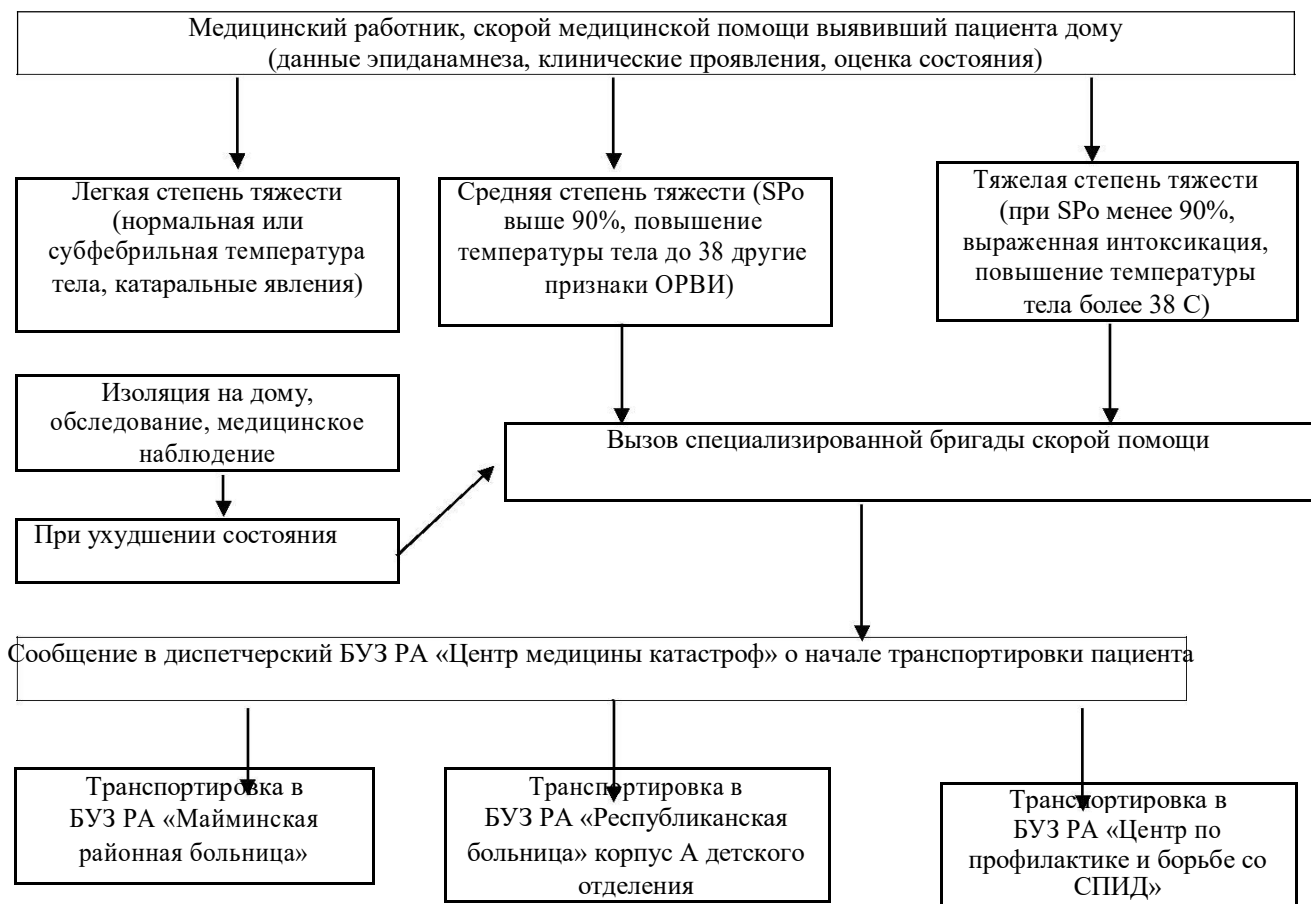 Медицинский работник, скорой медицинской помощи выявивший пациента дому
(данные эпиданамнеза, клинические проявления, оценка состояния)
Легкая степень тяжести
(нормальная или
субфебрильная температура
тела, катаральные явления)
Средняя степень тяжести (SPo
выше 90%, повышение
температуры тела до 38 другие
признаки ОРВИ)
Тяжелая степень тяжести
(при SPo менее 90%,
выраженная интоксикация,
повышение температуры
тела более 38 С)
Изоляция на дому,
обследование, медицинское
наблюдение
Вызов специализированной бригады скорой помощи
При ухудшении состояния
Сообщение в диспетчерский БУЗ РА «Центр медицины катастроф» о начале транспортировки пациента
Транспортировка в
БУЗ РА «Майминская
районная больница»
Транспортировка в
БУЗ РА «Республиканская
больница» корпус А детского
отделения
Транспортировка в
БУЗ РА «Центр по
профилактике и борьбе со
СПИД»